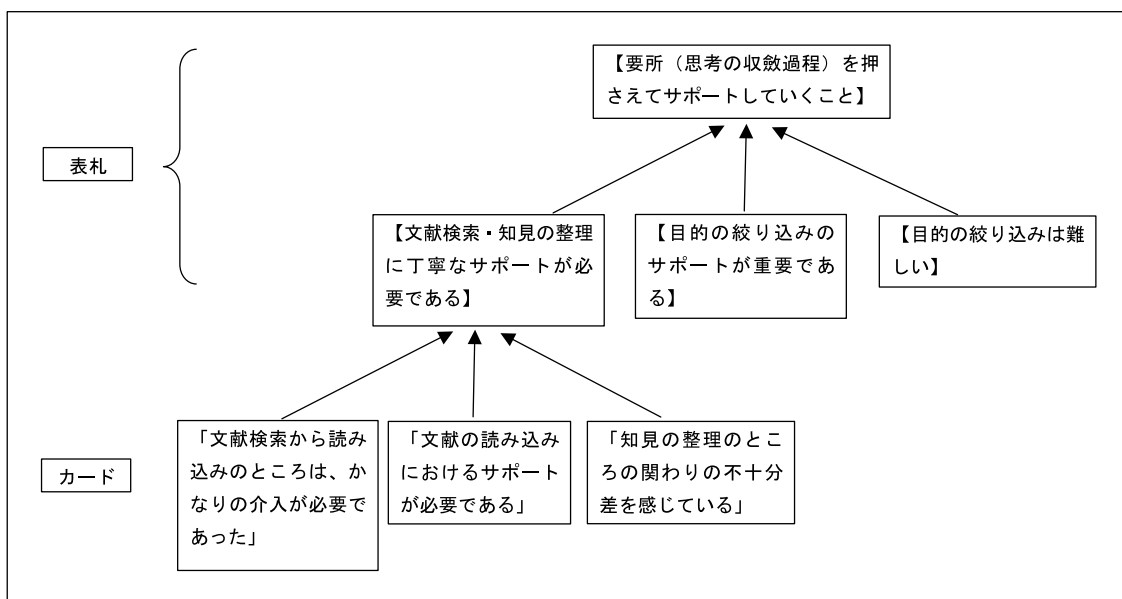 【要所（思考の収斂過程）を押
さえてサポートしていくこと】
表札
【文献検索・知見の整理
に丁寧なサポートが必
要である】
【目的の絞り込みの
サポートが重要であ
る】
【目的の絞り込みは難
しい】
カード
「文献検索から読み
込みのところは、か
なりの介入が必要で
あった」
「文献の読み込み
におけるサポート
が必要である」
「知見の整理のとこ
ろの関わりの不十分
差を感じている」